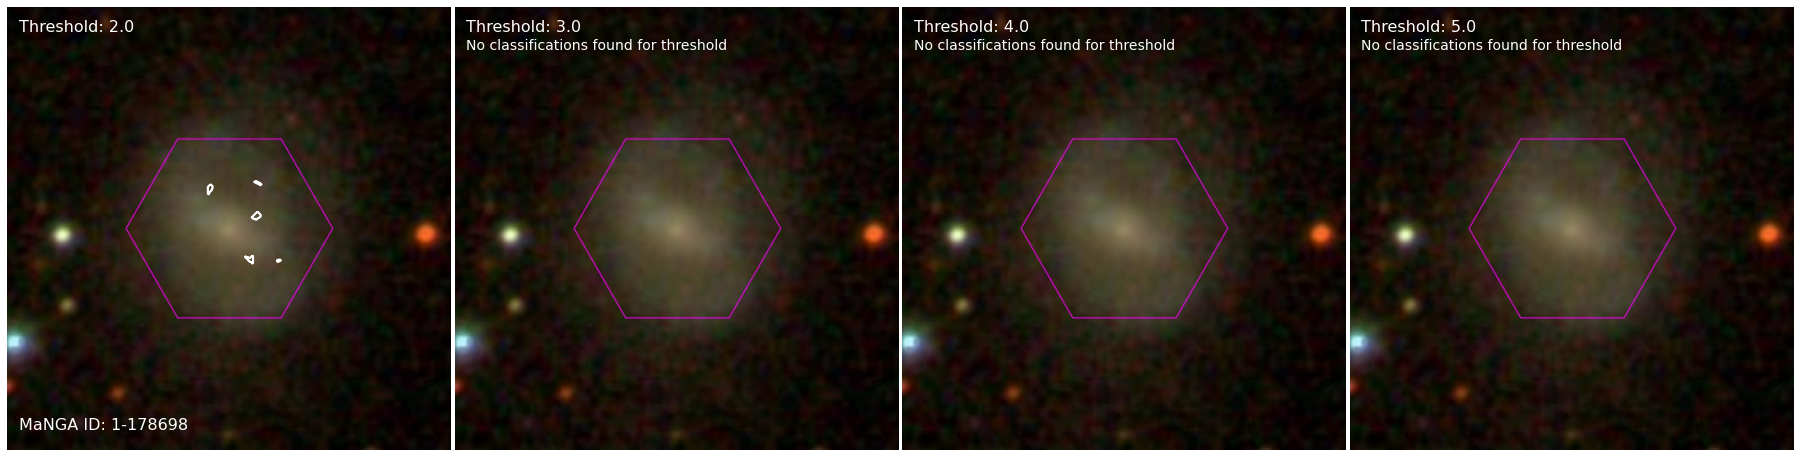 Threshold: 2.0
Threshold: 3.0
No classifications found for threshold
Threshold: 4.0
No classifications found for threshold
Threshold: 5.0
No classifications found for threshold
MaNGA ID: 1-178698